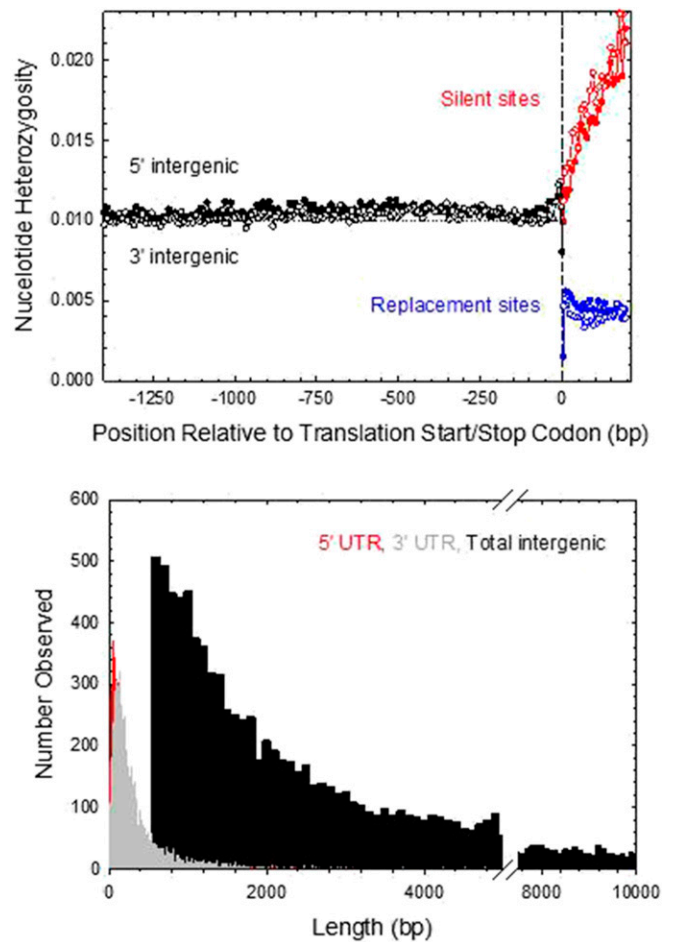 0.020
0.015
0.010
0.005
0.000
Nucelotide Heterozygosity
Silent sites
5' intergenic
3' intergenic
Replacement sites
-1250 -1000 -750 -500 -250 0
Position Relative to Translation Start/Stop Codon (bp)
600
500
400
300
200
100
0
Number Observed
5' UTR, 3' UTR, Total intergenic
0 2000 4000 8000 10000
Length (bp)